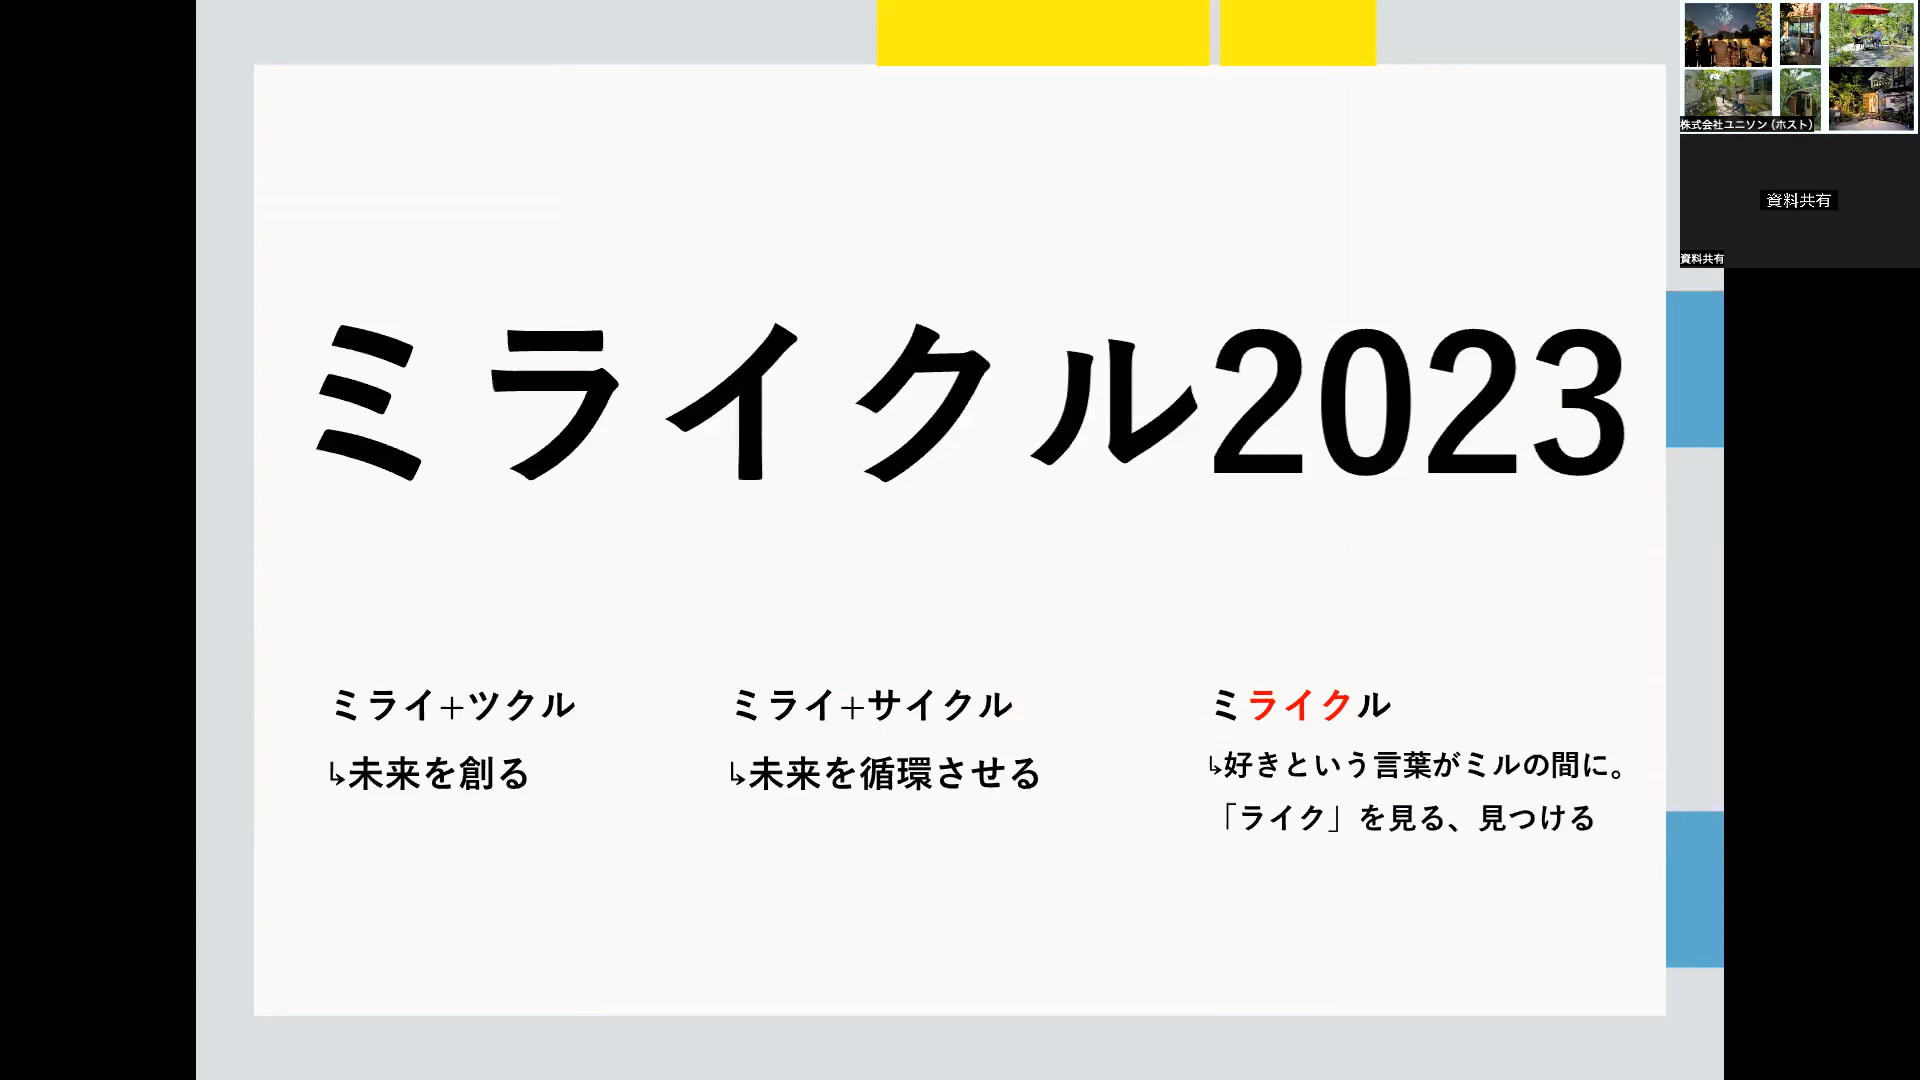 ミライクル2023
ミライ+ツクル
↳未来を創る
ミライ+サイクル
↳未来を循環させる
ミライクル
↳好きという言葉がミルの間に。
「ライク」を見る、見つける
株式会社ユニソン (ホスト)
資料共有
資料共有